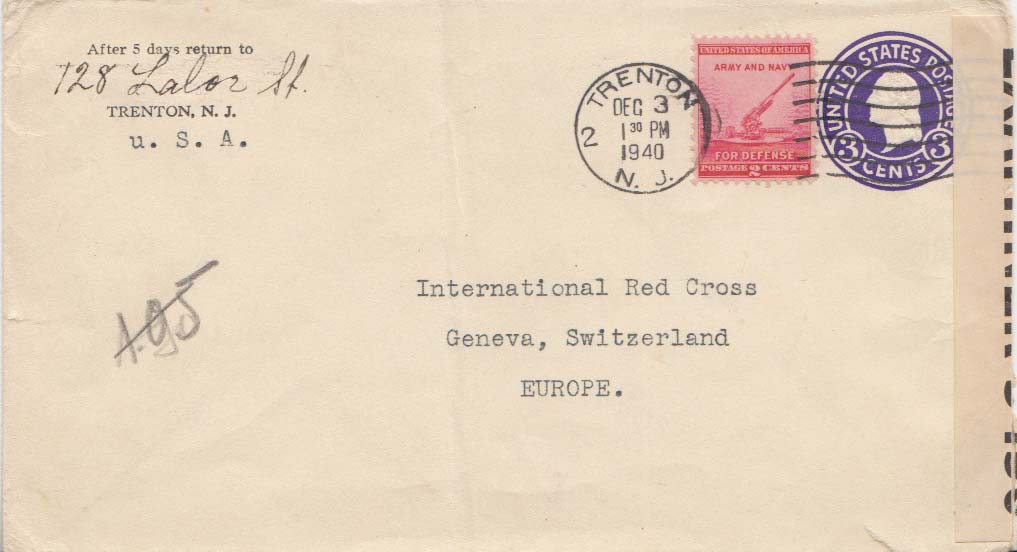 After 5 days return to
128 Labor St.
TRENTON, N. J.
U. S. A.
TRENTON
DEC 3
1 30 PM
1940
N. J.
2
UNITED STATES OF AMERICA
ARMY AND NAVY
FOR DEFENSE
POSTAGE 2 CENTS
UNITED STATES POSTAGE
3 CENTS 3
A.95
International Red Cross
Geneva, Switzerland
EUROPE.